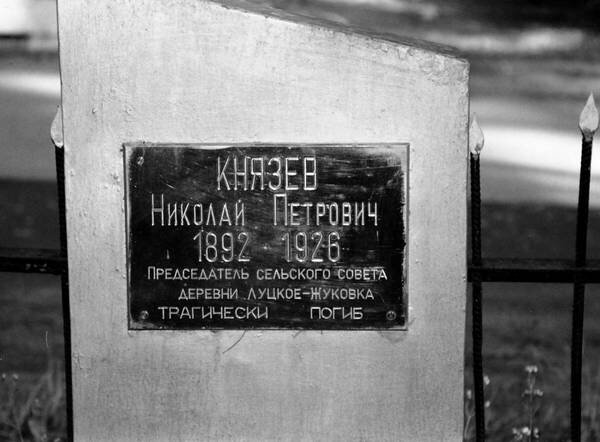 КНЯЗЕВ
НИКОЛАЙ ПЕТРОВИЧ
1892 - 1926
ПРЕДСЕДАТЕЛЬ СЕЛЬСКОГО СОВЕТА
ДЕРЕВНИ ЛУЦКОЕ-ЖУКОВКА
ТРАГИЧЕСКИ ПОГИБ